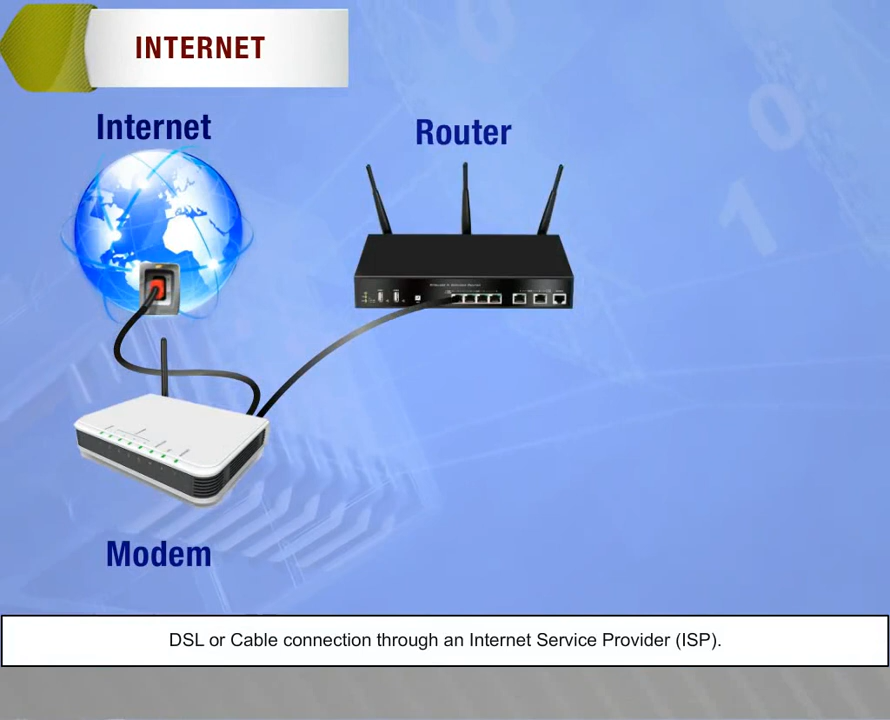 INTERNET
Internet
Router
Modem
DSL or Cable connection through an Internet Service Provider (ISP).